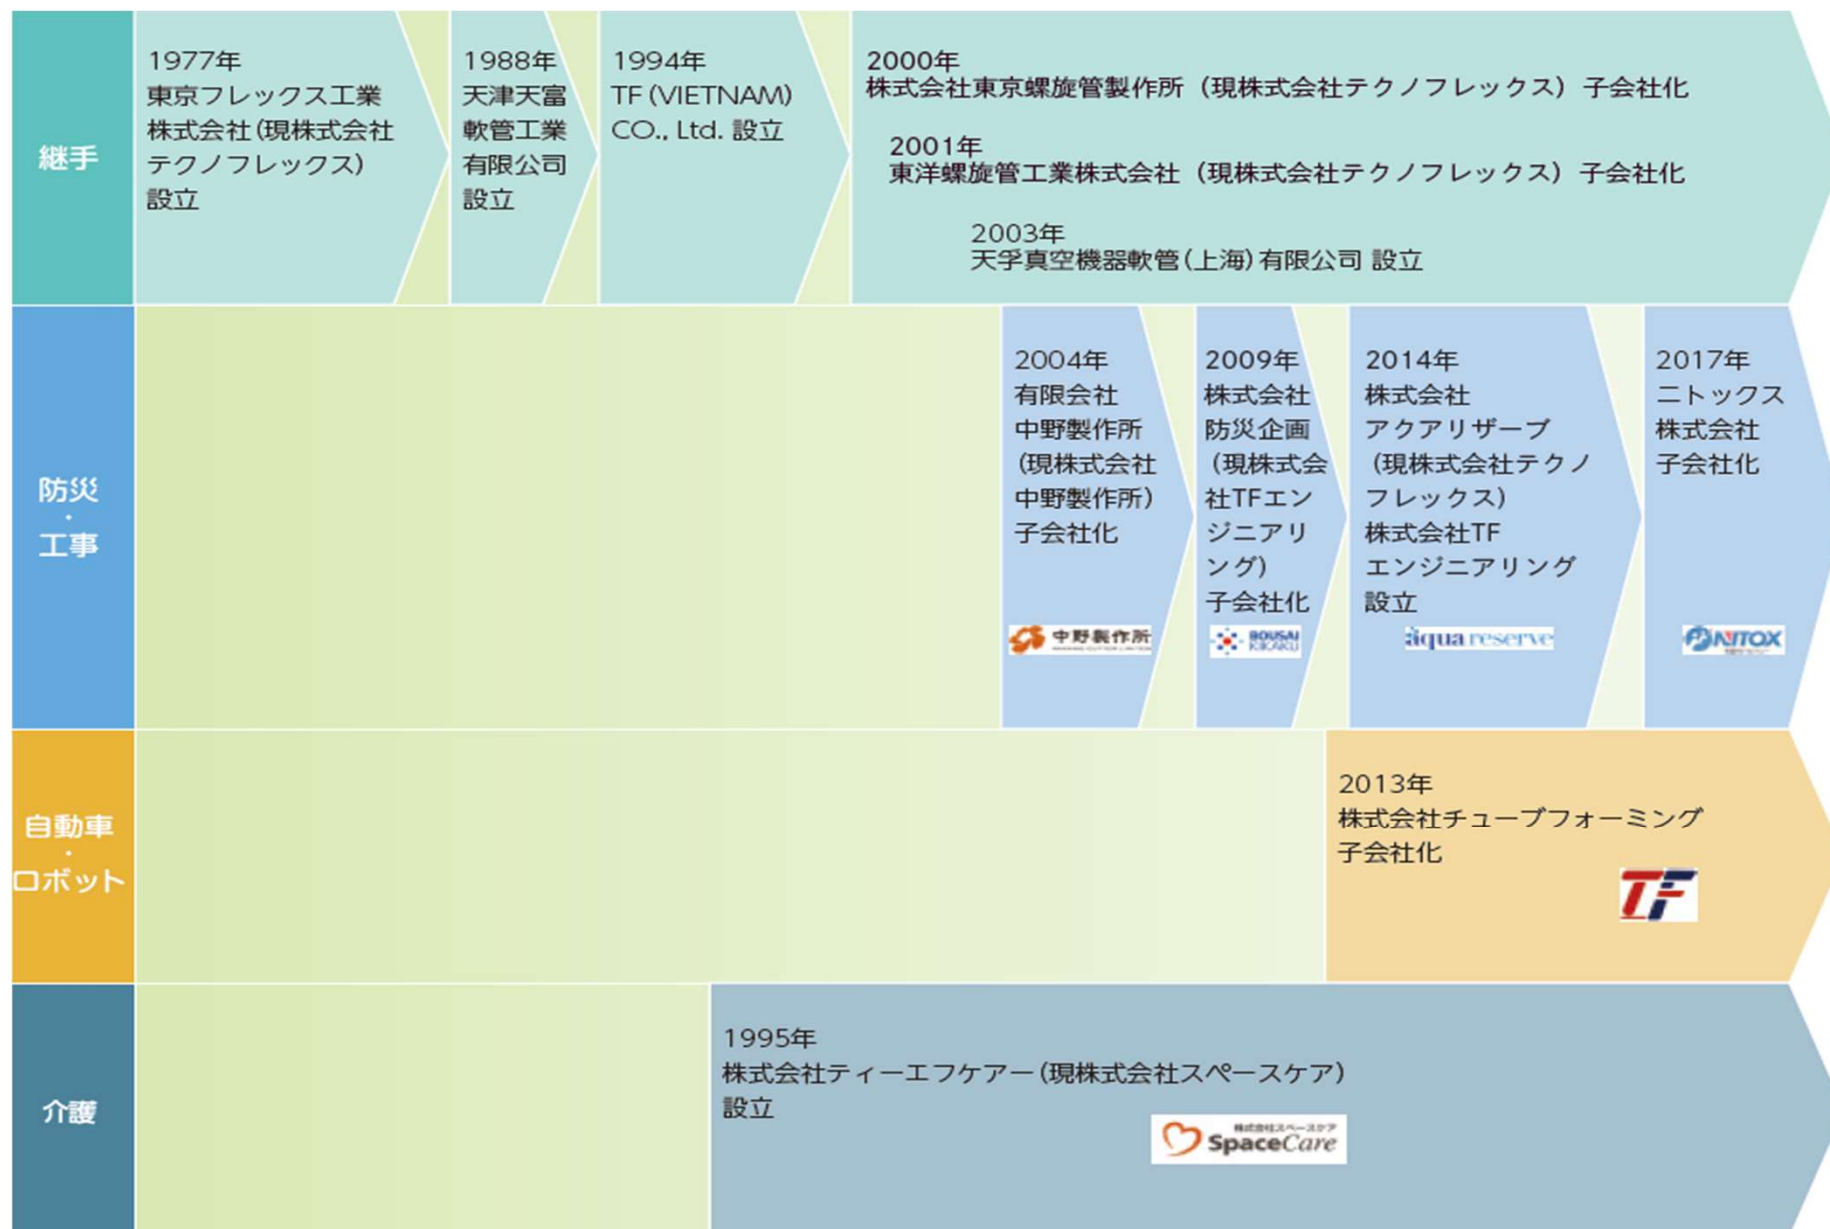 継手
1977年
東京フレックス工業
株式会社(現株式会社
テクノフレックス)
設立
1988年
天津天富
軟管工業
有限公司
設立
1994年
TF (VIETNAM)
CO., Ltd. 設立
2000年
株式会社東京螺旋管製作所（現株式会社テクノフレックス）子会社化
2001年
東洋螺旋管工業株式会社（現株式会社テクノフレックス）子会社化
2003年
天孚真空機器軟管(上海)有限公司 設立
防災
・
工事
2004年
有限会社
中野製作所
(現株式会社
中野製作所)
子会社化
中野製作所
2009年
株式会社
防災企画
(現株式会
社TFエン
ジニアリ
ング)
子会社化
BOUSAI
KIKAKU
2014年
株式会社
アクアリザーブ
(現株式会社テクノ
フレックス)
株式会社TF
エンジニアリング
設立
aqua reserve
2017年
ニトックス
株式会社
子会社化
NITOX
自動車
・
ロボット
2013年
株式会社チューブフォーミング
子会社化
TF
介護
1995年
株式会社ティーエフケアー(現株式会社スペースケア)
設立
株式会社スペースケア
SpaceCare